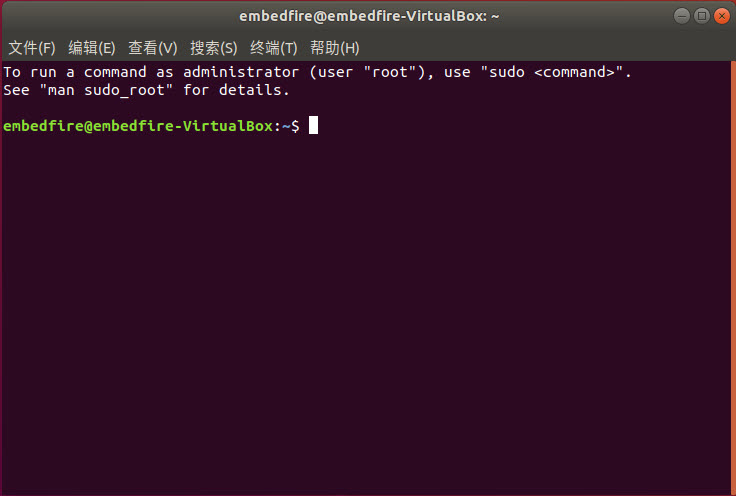 embedfire@embedfire-VirtualBox: ~
文件(F) 编辑(E) 查看(V) 搜索(S) 终端(T) 帮助(H)
To run a command as administrator (user "root"), use "sudo <command>".
See "man sudo_root" for details.
embedfire@embedfire-VirtualBox:~$